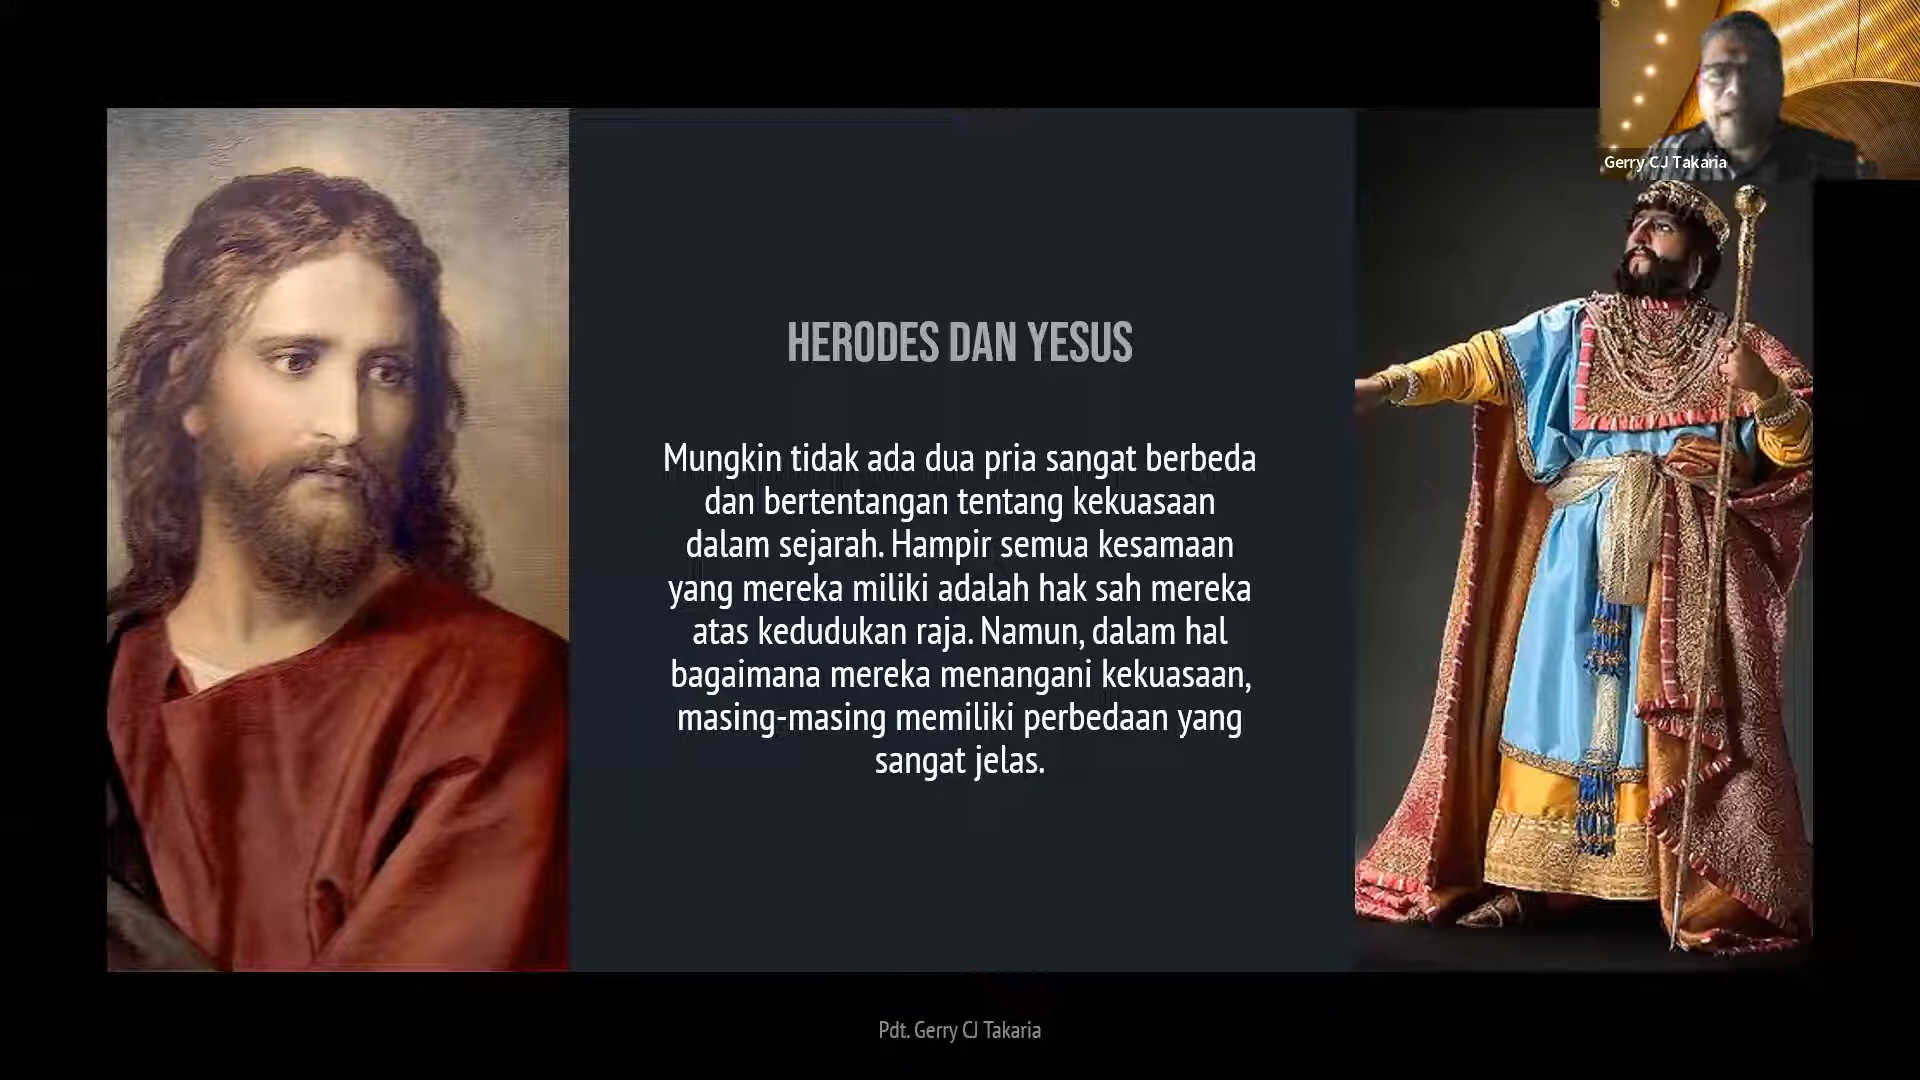 Gerry CJ Takaria
HERODES DAN YESUS
Mungkin tidak ada dua pria sangat berbeda
dan bertentangan tentang kekuasaan
dalam sejarah. Hampir semua kesamaan
yang mereka miliki adalah hak sah mereka
atas kedudukan raja. Namun, dalam hal
bagaimana mereka menangani kekuasaan,
masing-masing memiliki perbedaan yang
sangat jelas.
Pdt. Gerry CJ Takaria